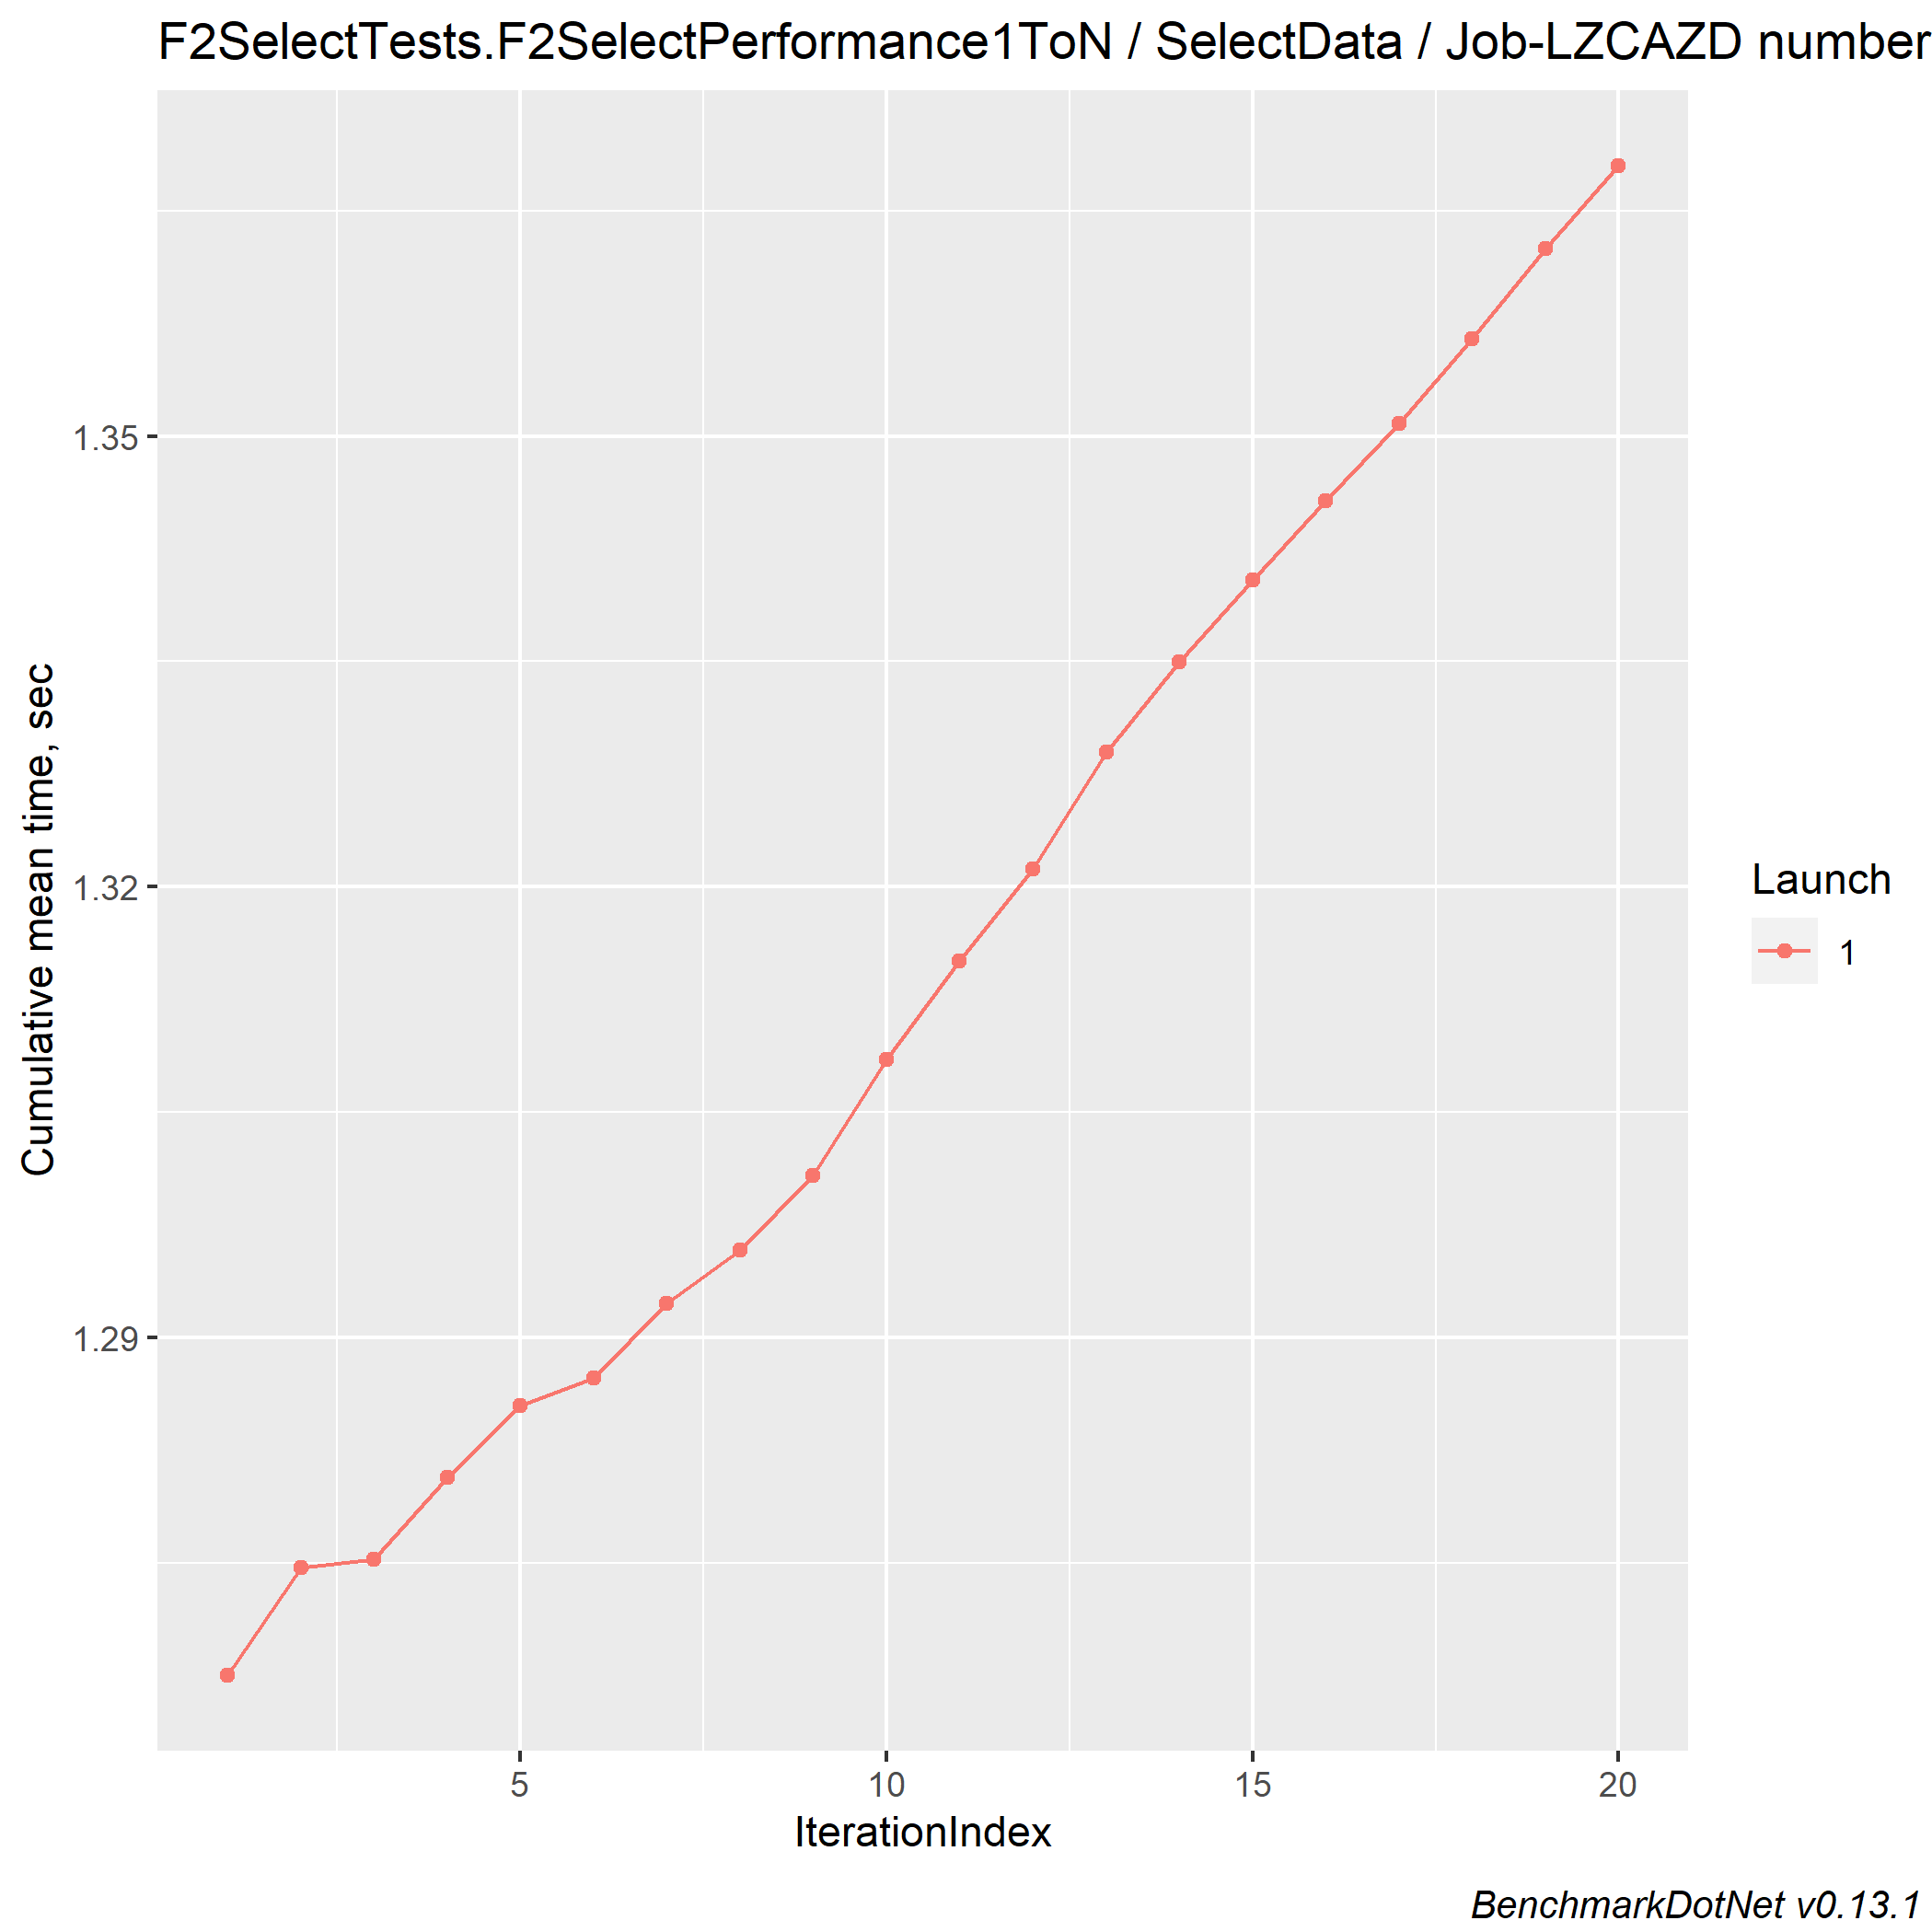 F2SelectTests.F2SelectPerformance1ToN / SelectData / Job-LZCAZD number
Cumulative mean time, sec
1.35
1.32
1.29
5 10 15 20
IterationIndex
Launch
1
BenchmarkDotNet v0.13.1